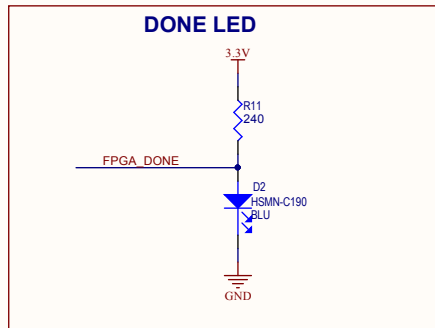 DONE LED
3.3V
R11
240
FPGA_DONE
D2
HSMN-C190
BLU
GND